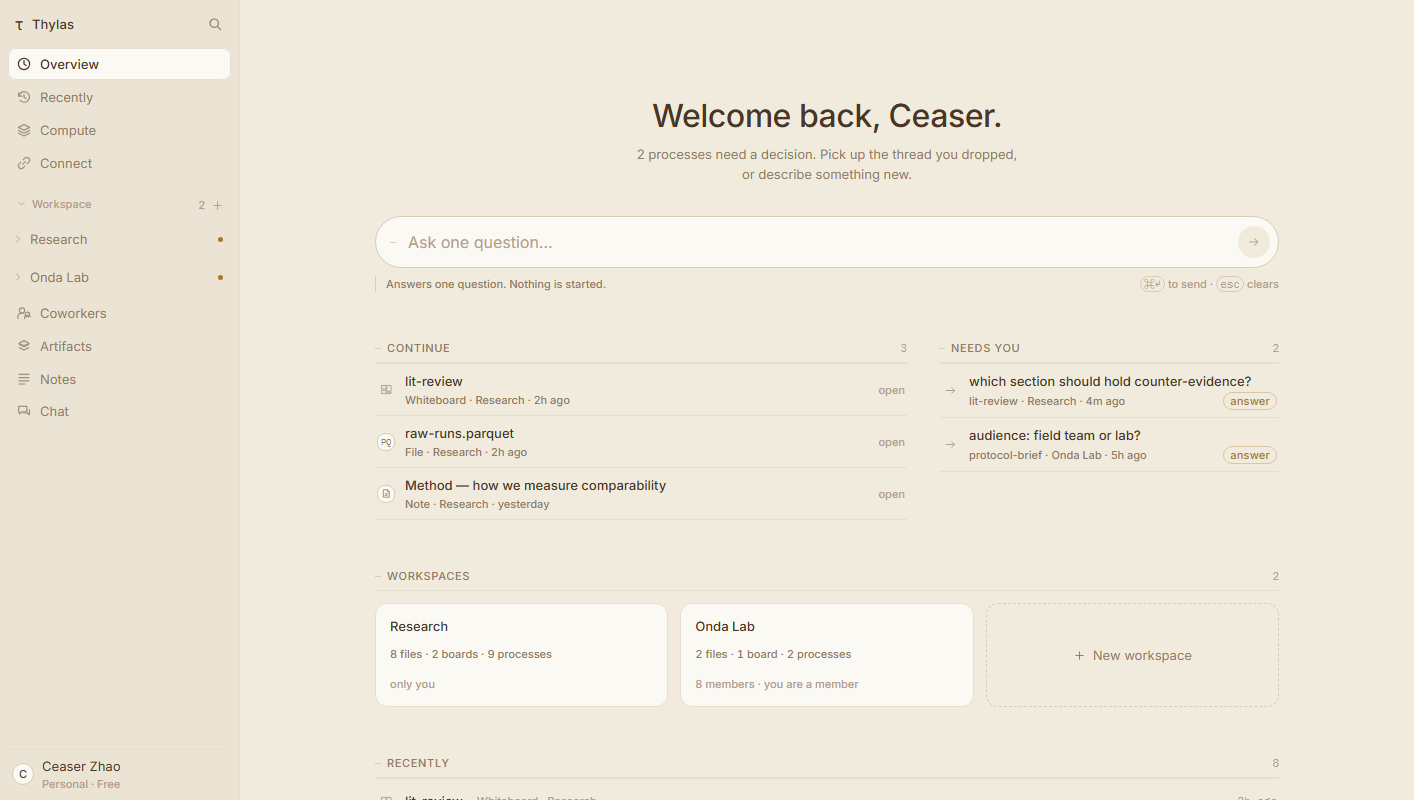 τ Thylas
Overview
Recently
Compute
Connect
Workspace 2 +
Research
Onda Lab
Coworkers
Artifacts
Notes
Chat
C
Ceaser Zhao
Personal · Free
Welcome back, Ceaser.
2 processes need a decision. Pick up the thread you dropped,
or describe something new.
– Ask one question...
Answers one question. Nothing is started.
⌘↵ to send · esc clears
– CONTINUE 3
lit-review
Whiteboard · Research · 2h ago
open
PQ
raw-runs.parquet
File · Research · 2h ago
open
Method — how we measure comparability
Note · Research · yesterday
open
– NEEDS YOU 2
→ which section should hold counter-evidence?
lit-review · Research · 4m ago
answer
→ audience: field team or lab?
protocol-brief · Onda Lab · 5h ago
answer
– WORKSPACES 2
Research
8 files · 2 boards · 9 processes
only you
Onda Lab
2 files · 1 board · 2 processes
8 members · you are a member
+ New workspace
– RECENTLY 8
lit-review – Whiteboard · Research 2h ago